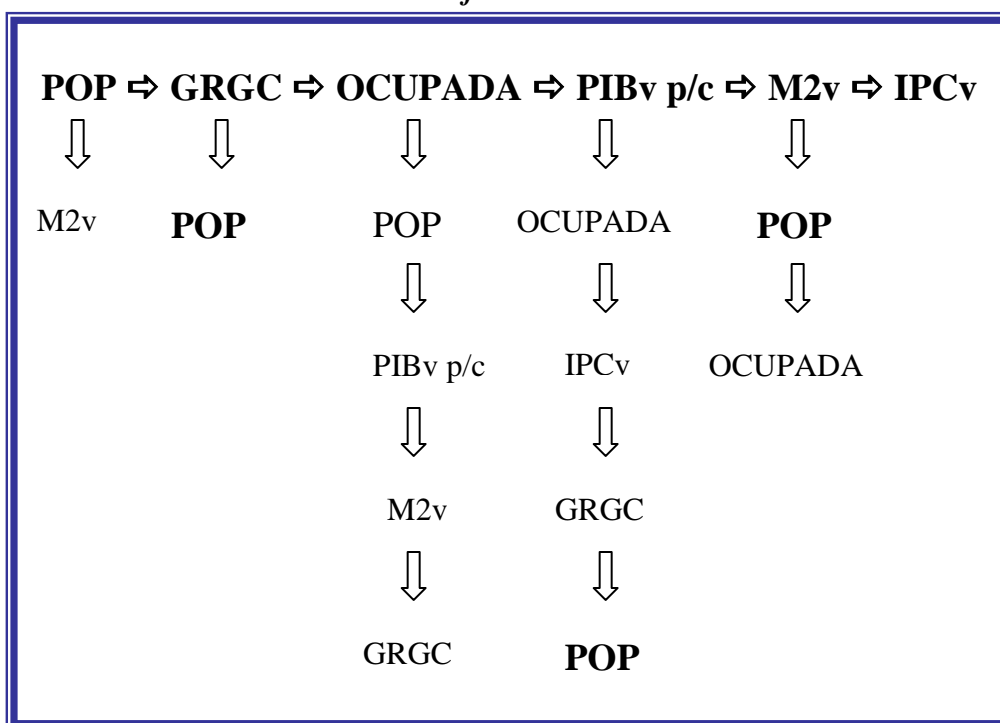 POP ⇨ GRGC ⇨ OCUPADA ⇨ PIBv p/c ⇨ M2v ⇨ IPCv
M2v POP POP OCUPADA POP
PIBv p/c IPCv OCUPADA
M2v GRGC
GRGC POP